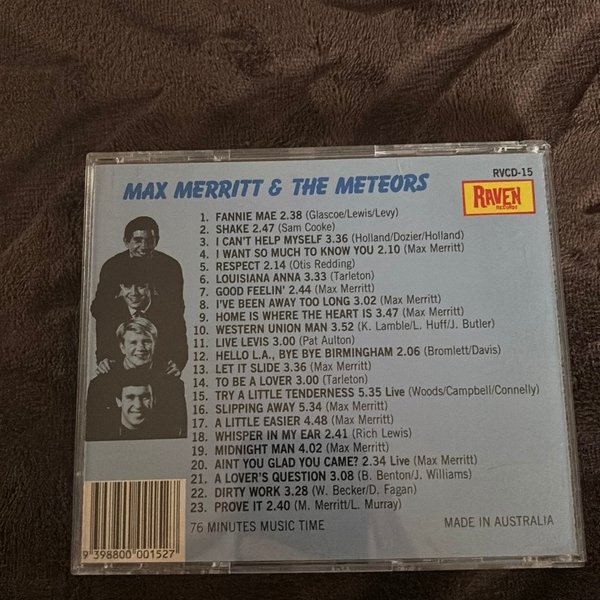 RVCD-15
MAX MERRITT & THE METEORS
RAVEN
RECORDS
1. FANNIE MAE 2.38 (Glascoe/Lewis/Levy)
2. SHAKE 2.47 (Sam Cooke)
3. I CAN'T HELP MYSELF 3.36 (Holland/Dozier/Holland)
4. I WANT SO MUCH TO KNOW YOU 2.10 (Max Merritt)
5. RESPECT 2.14 (Otis Redding)
6. LOUISIANA ANNA 3.33 (Tarleton)
7. GOOD FEELIN' 2.44 (Max Merritt)
8. I'VE BEEN AWAY TOO LONG 3.02 (Max Merritt)
9. HOME IS WHERE THE HEART IS 3.47 (Max Merritt)
10. WESTERN UNION MAN 3.52 (K. Lamble/L. Huff/J. Butler)
11. LIVE LEVIS 3.00 (Pat Aulton)
12. HELLO L.A., BYE BYE BIRMINGHAM 2.06 (Bromlett/Davis)
13. LET IT SLIDE 3.36 (Max Merritt)
14. TO BE A LOVER 3.00 (Tarleton)
15. TRY A LITTLE TENDERNESS 5.35 Live (Woods/Campbell/Connelly)
16. SLIPPING AWAY 5.34 (Max Merritt)
17. A LITTLE EASIER 4.48 (Max Merritt)
18. WHISPER IN MY EAR 2.41 (Rich Lewis)
19. MIDNIGHT MAN 4.02 (Max Merritt)
20. AINT YOU GLAD YOU CAME? 2.34 Live (Max Merritt)
21. A LOVER'S QUESTION 3.08 (B. Benton/J. Williams)
22. DIRTY WORK 3.28 (W. Becker/D. Fagan)
23. PROVE IT 2.40 (M. Merritt/L. Murray)
76 MINUTES MUSIC TIME
MADE IN AUSTRALIA
9 398800 001527